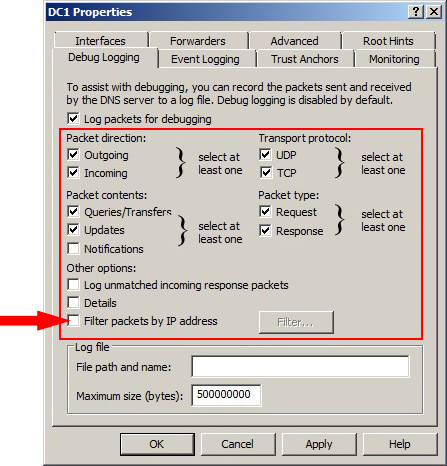 DC1 Properties
Interfaces Forwarders Advanced Root Hints
Debug Logging Event Logging Trust Anchors Monitoring
To assist with debugging, you can record the packets sent and received
by the DNS server to a log file. Debug logging is disabled by default.
Log packets for debugging
Packet direction: Transport protocol:
Outgoing UDP
select at least one select at least one
Incoming TCP
Packet contents: Packet type:
Queries/Transfers Request
Updates Response
select at least one select at least one
Notifications
Other options:
Log unmatched incoming response packets
Details
Filter packets by IP address Filter...
Log file
File path and name:
Maximum size (bytes): 500000000
OK Cancel Apply Help